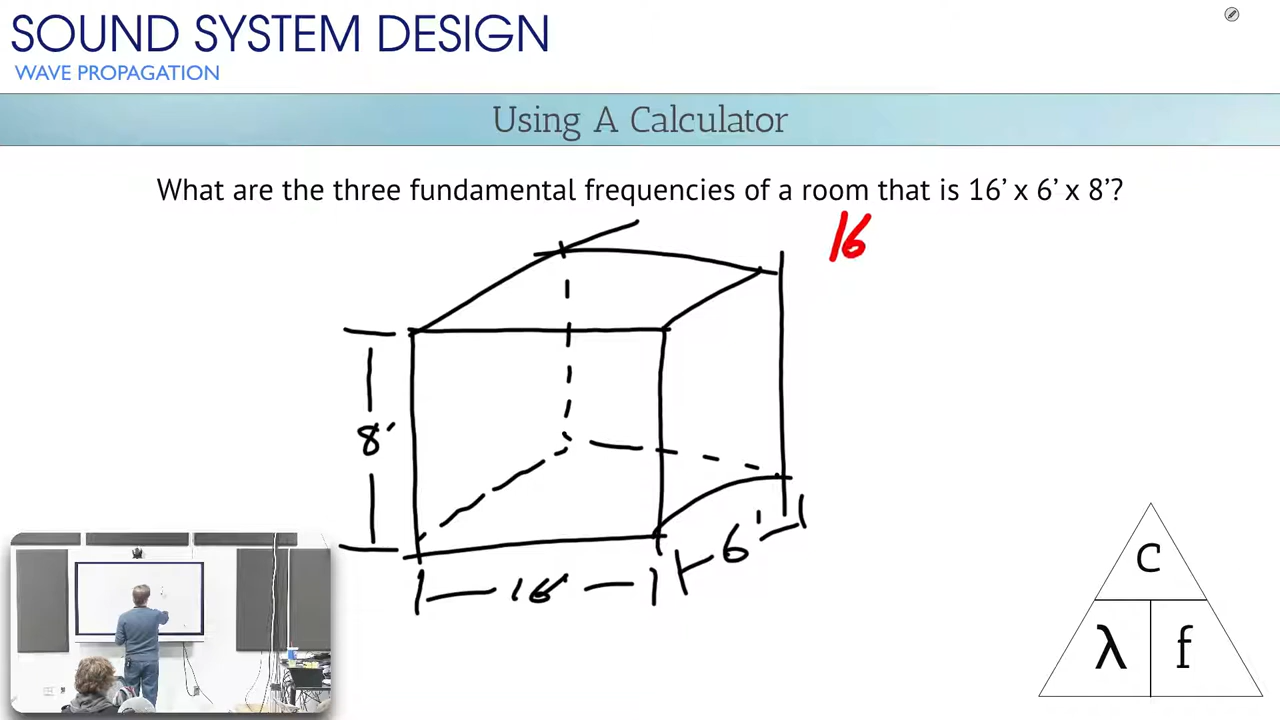 SOUND SYSTEM DESIGN
WAVE PROPAGATION
Using A Calculator
What are the three fundamental frequencies of a room that is 16’ x 6’ x 8’?
16
8'
16'
6'
c
λ f